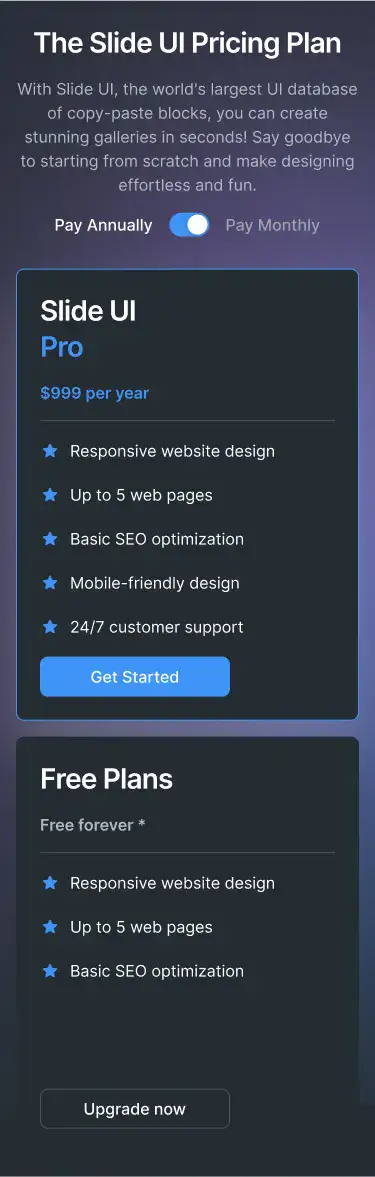 The Slide UI Pricing Plan
With Slide UI, the world's largest UI database
of copy-paste blocks, you can create
stunning galleries in seconds! Say goodbye
to starting from scratch and make designing
effortless and fun.
Pay Annually Pay Monthly
Slide UI
Pro
$999 per year
Responsive website design
Up to 5 web pages
Basic SEO optimization
Mobile-friendly design
24/7 customer support
Get Started
Free Plans
Free forever *
Responsive website design
Up to 5 web pages
Basic SEO optimization
Upgrade now